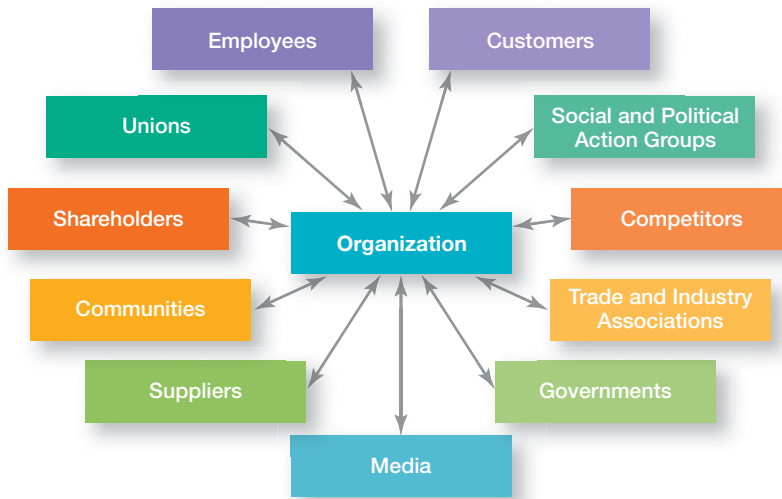 Employees
Customers
Unions
Social and Political
Action Groups
Shareholders
Organization
Competitors
Communities
Trade and Industry
Associations
Suppliers
Governments
Media